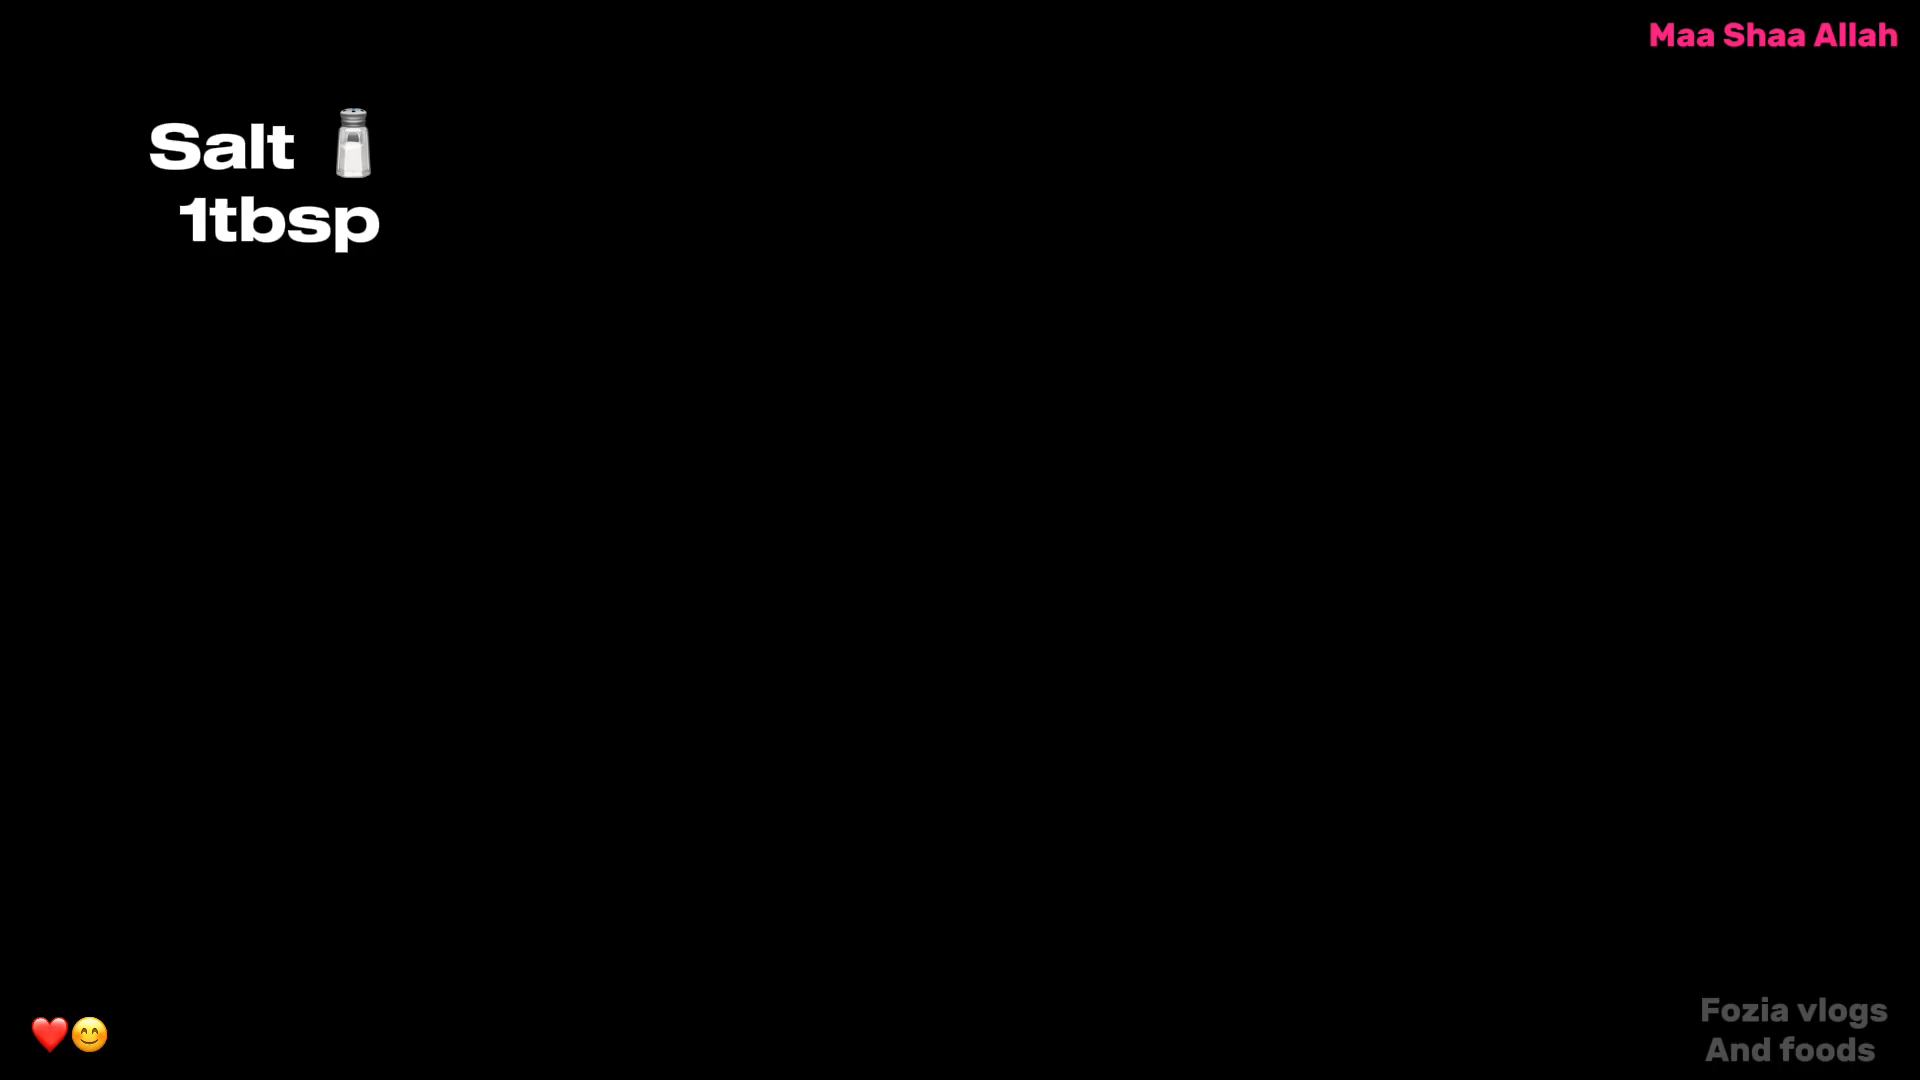 Maa Shaa Allah
Salt 🧂
1tbsp
❤️😊
Fozia vlogs
And foods